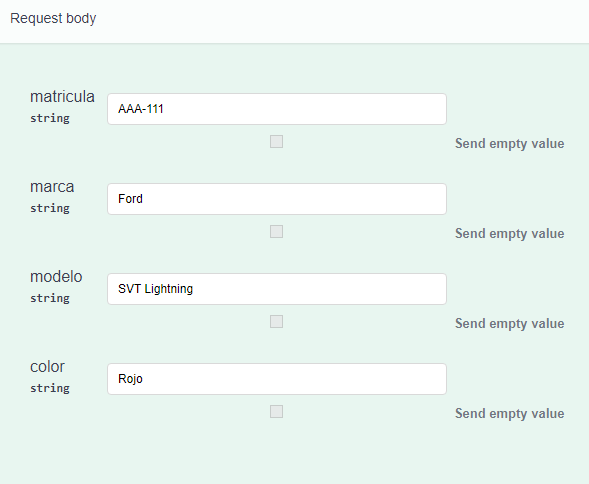 Request body
matricula
string
AAA-111
Send empty value
marca
string
Ford
Send empty value
modelo
string
SVT Lightning
Send empty value
color
string
Rojo
Send empty value